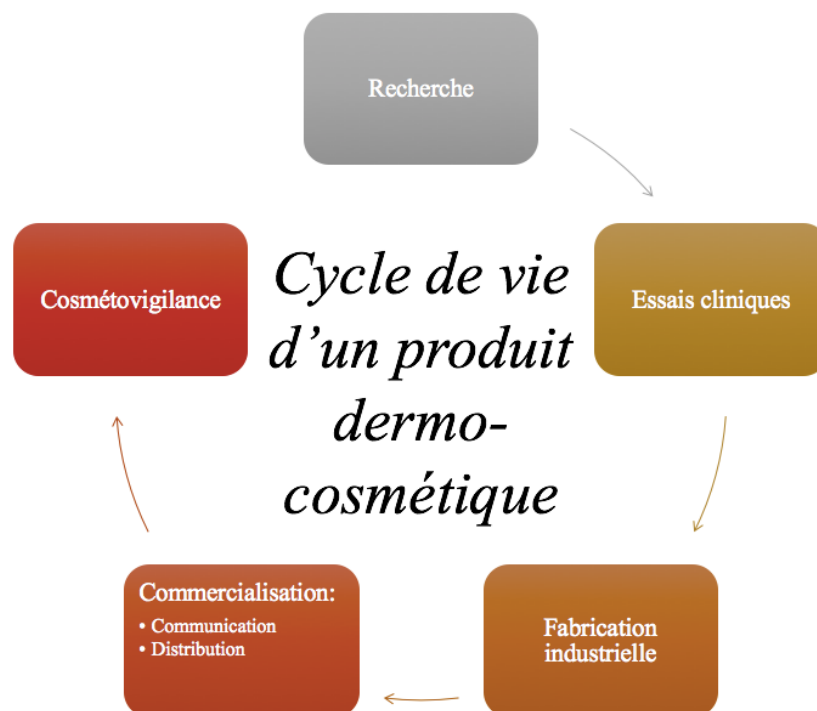 Recherche
Essais cliniques
Fabrication
industrielle
Commercialisation:
• Communication
• Distribution
Cosmétovigilance
Cycle de vie
d’un produit
dermo-
cosmétique